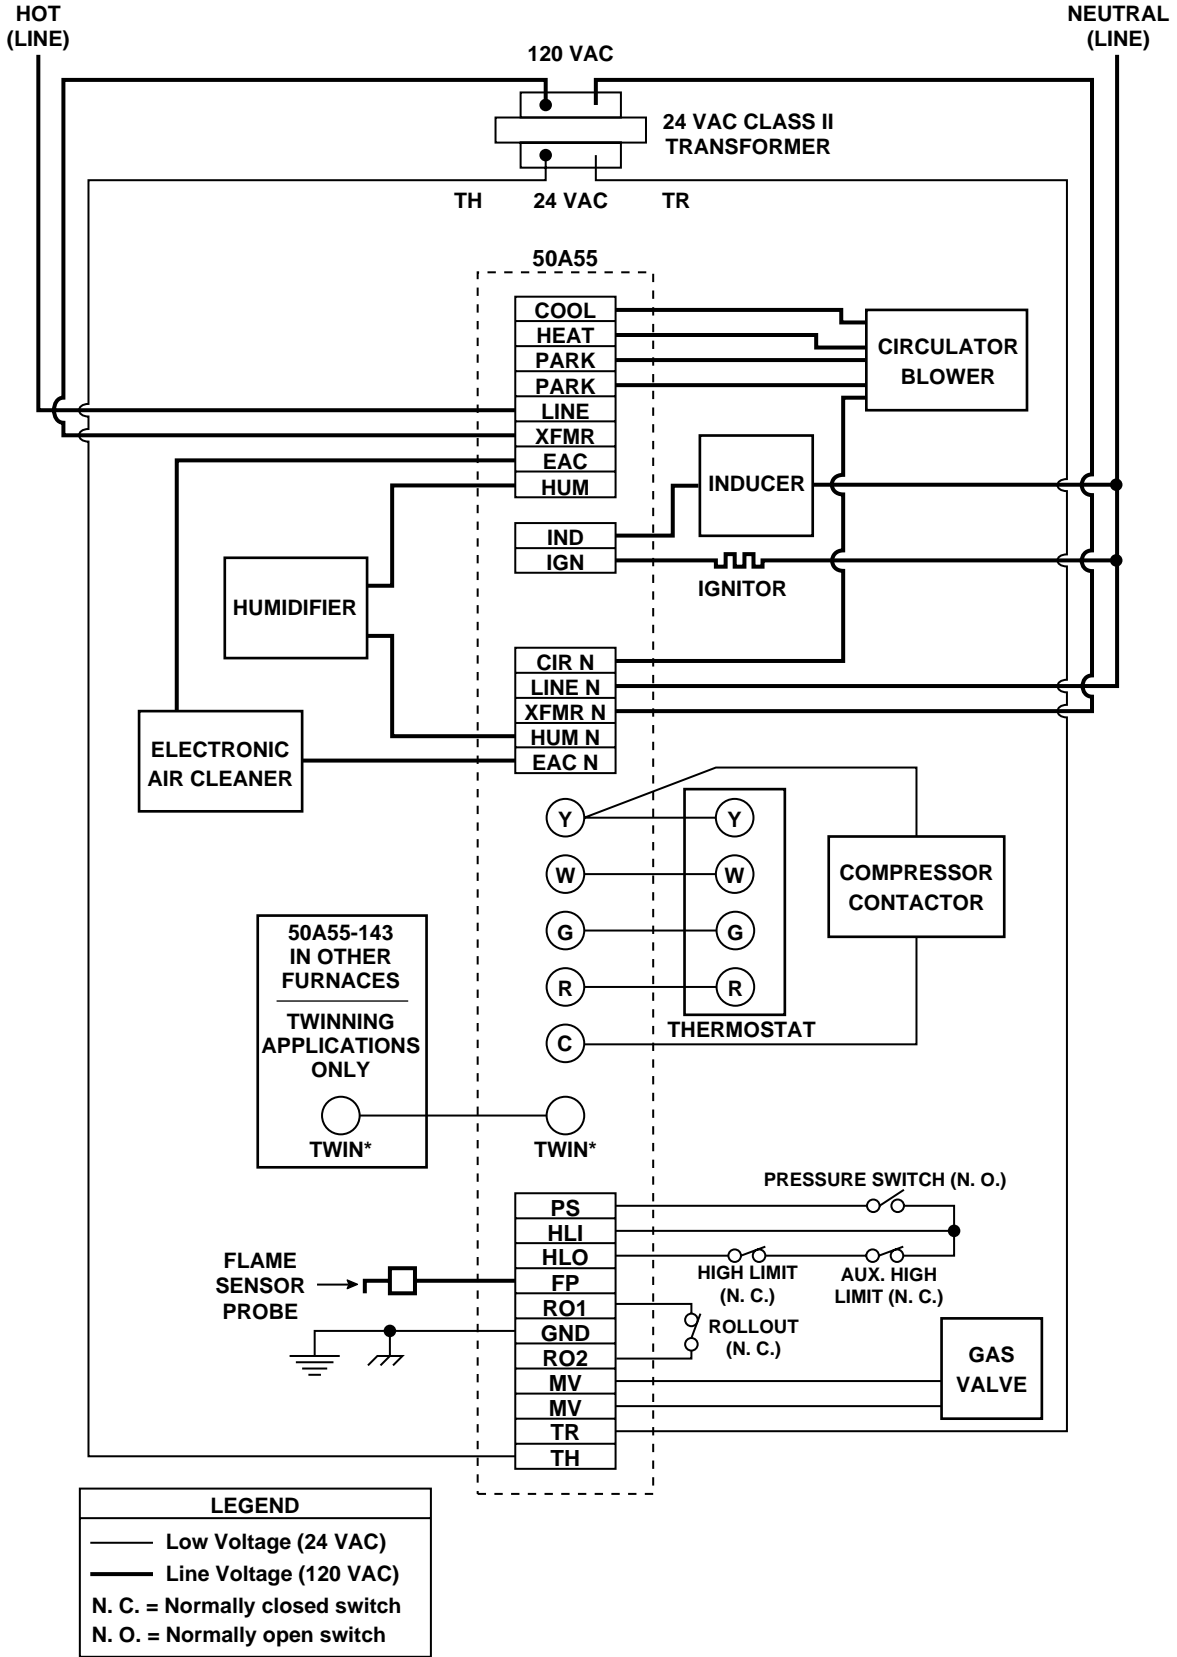 HOT
(LINE)
NEUTRAL
(LINE)
120 VAC
24 VAC CLASS II
TRANSFORMER
TH
24 VAC
TR
50A55
COOL
HEAT
PARK
PARK
LINE
XFMR
EAC
HUM
CIRCULATOR
BLOWER
INDUCER
IND
IGN
IGNITOR
HUMIDIFIER
CIR N
LINE N
XFMR N
HUM N
EAC N
ELECTRONIC
AIR CLEANER
Y
W
G
R
C
Y
W
G
R
THERMOSTAT
COMPRESSOR
CONTACTOR
50A55-143
IN OTHER
FURNACES
TWINNING
APPLICATIONS
ONLY
TWIN*
TWIN*
PRESSURE SWITCH (N. O.)
PS
HLI
HLO
FP
RO1
GND
RO2
MV
MV
TR
TH
FLAME
SENSOR
PROBE
HIGH LIMIT
(N. C.)
AUX. HIGH
LIMIT (N. C.)
ROLLOUT
(N. C.)
GAS
VALVE
LEGEND
Low Voltage (24 VAC)
Line Voltage (120 VAC)
N. C. = Normally closed switch
N. O. = Normally open switch